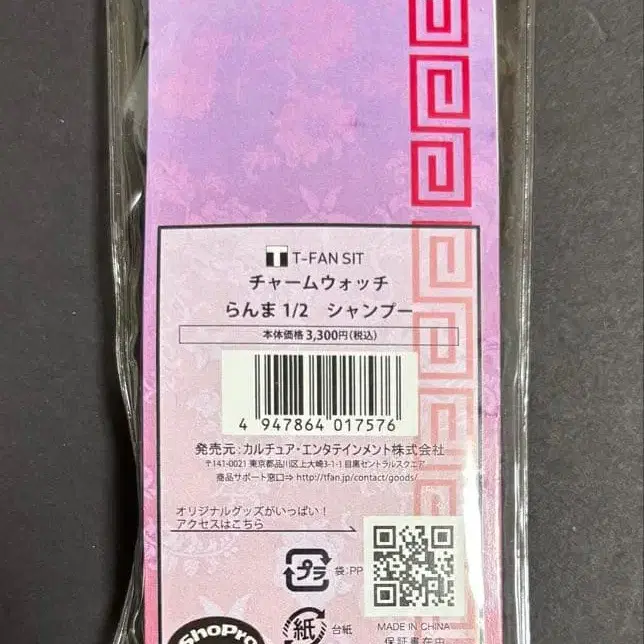 T T-FAN SIT
チャームウォッチ
らんま 1/2 シャンプー
本体価格 3,300円(税込)
4 947864 017576
発売元:カルチュア・エンタテインメント株式会社
〒141-0021 東京都品川区上大崎3-1-1 目黒セントラルスクエア
商品サポート窓口⇒ http://tfan.jp/contact/goods/
オリジナルグッズがいっぱい!
アクセスはこちら
プラ 袋:PP
紙 台紙
ShoPro
MADE IN CHINA
保証書在中